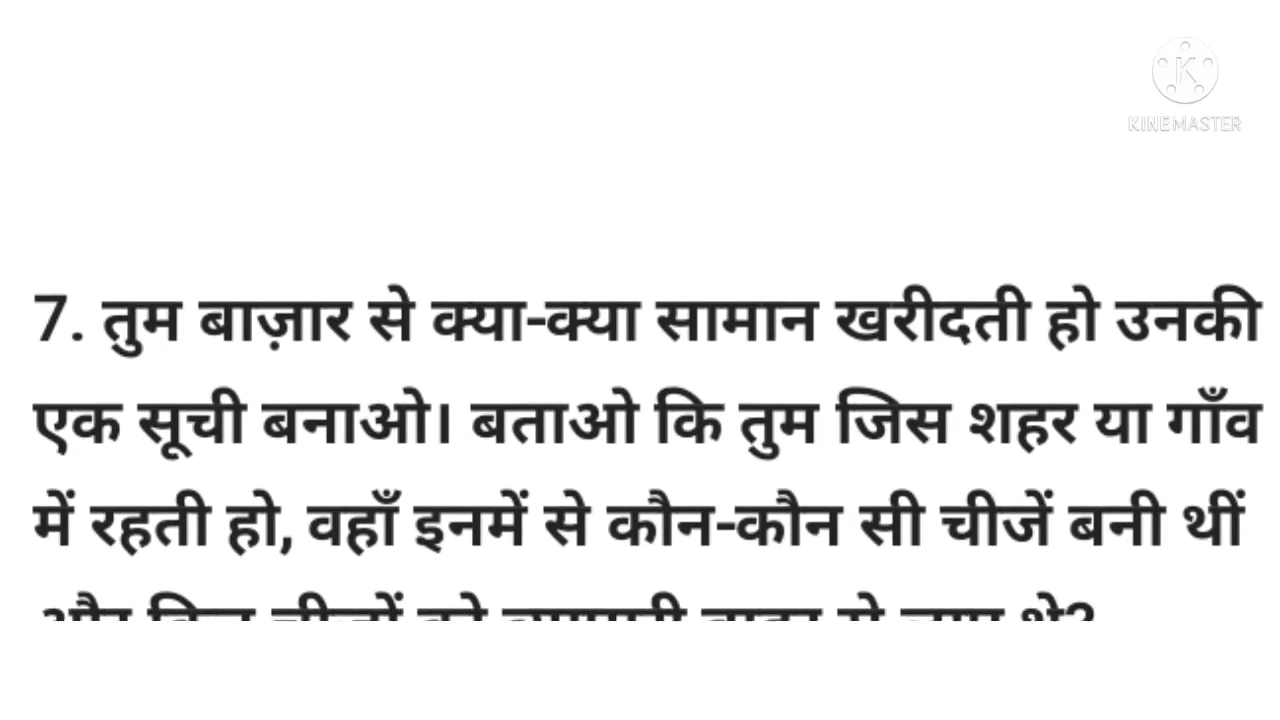 KINEMASTER
7. तुम बाज़ार से क्या-क्या सामान खरीदती हो उनकी
एक सूची बनाओ। बताओ कि तुम जिस शहर या गाँव
में रहती हो, वहाँ इनमें से कौन-कौन सी चीजें बनी थीं